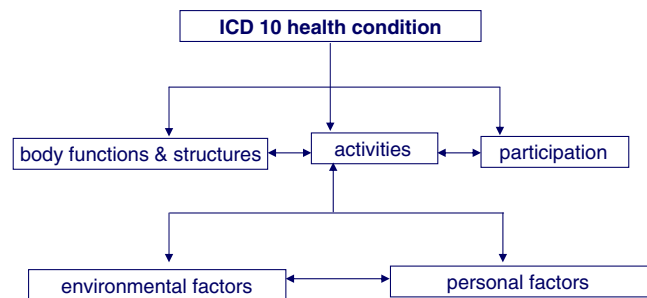 ICD 10 health condition
body functions & structures
activities
participation
environmental factors
personal factors